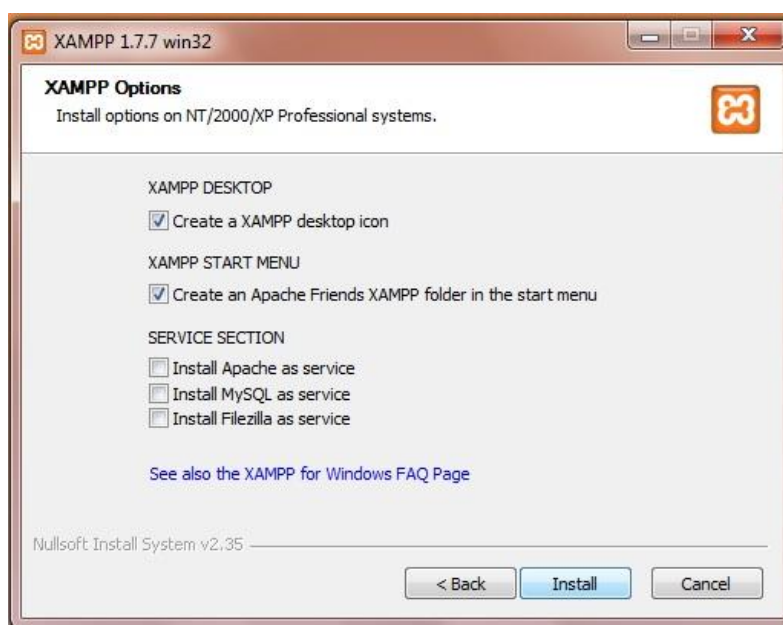 XAMPP 1.7.7 win32
XAMPP Options
Install options on NT/2000/XP Professional systems.
XAMPP DESKTOP
Create a XAMPP desktop icon
XAMPP START MENU
Create an Apache Friends XAMPP folder in the start menu
SERVICE SECTION
Install Apache as service
Install MySQL as service
Install Filezilla as service
See also the XAMPP for Windows FAQ Page
Nullsoft Install System v2.35
< Back Install Cancel